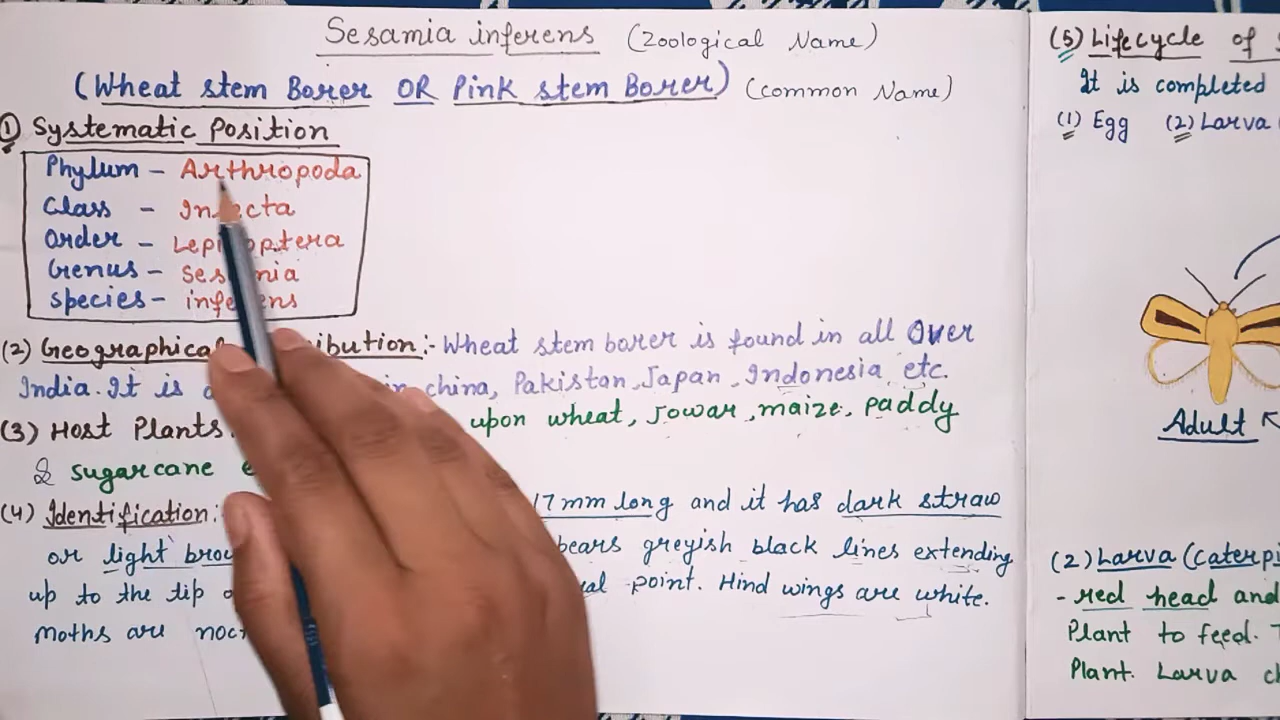 Sesamia inferens (Zoological Name)
(Wheat stem Borer OR Pink stem Borer) (common Name)
① Systematic Position
Phylum - Arthropoda
Class - Insecta
Order - Lepidoptera
Genus - Sesamia
species - inferens
(2) Geographical :- Wheat stem borer is found in all Over
India. It is in china, Pakistan, Japan, Indonesia etc.
(3) Host Plants upon wheat, Jowar, maize, paddy
& sugarcane
(4) Identification: 17mm long and it has dark straw
or light bears greyish black lines extending
up to the tip point. Hind wings are white.
moths are
(5) Lifecycle of
It is completed
(1) Egg (2) Larva
Adult
(2) Larva
- red head and
Plant to feed.
Plant. Larva